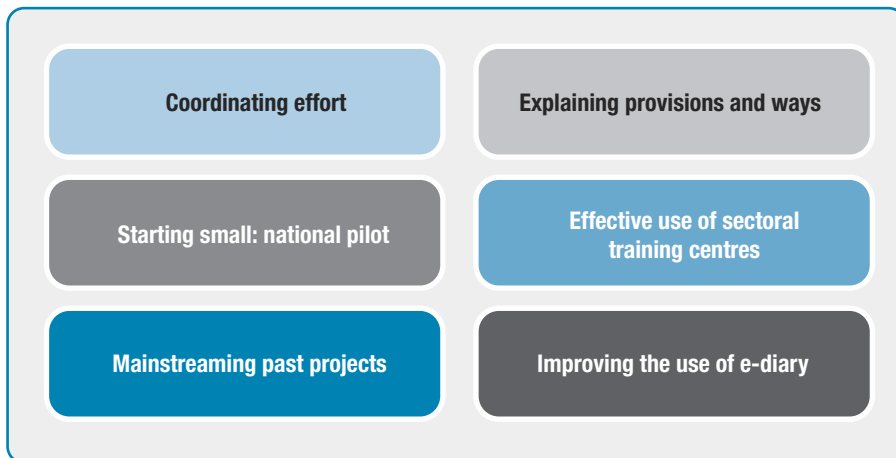 Coordinating effort
Explaining provisions and ways
Starting small: national pilot
Effective use of sectoral
training centres
Mainstreaming past projects
Improving the use of e-diary